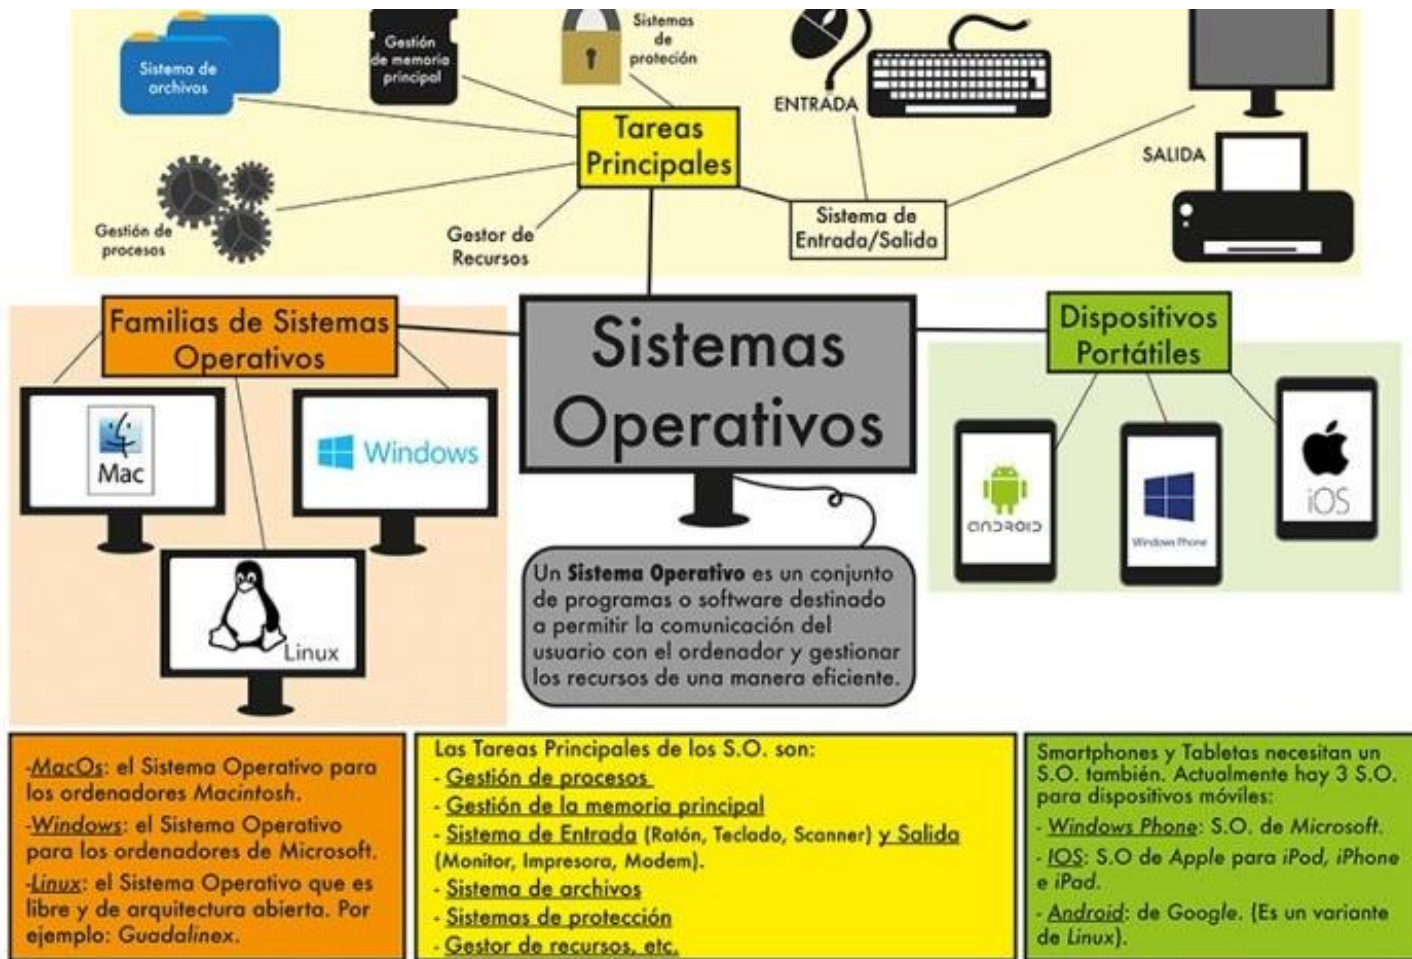 Sistema de
archivos
Gestión
de memoria
principal
Sistemas
de
proteción
ENTRADA
SALIDA
Tareas
Principales
Gestión de
procesos
Gestor de
Recursos
Sistema de
Entrada/Salida
Familias de Sistemas
Operativos
Mac
Windows
Linux
Sistemas
Operativos
Un Sistema Operativo es un conjunto
de programas o software destinado
a permitir la comunicación del
usuario con el ordenador y gestionar
los recursos de una manera eficiente.
Dispositivos
Portátiles
ANDROID
Windows Phone
iOS
-MacOs: el Sistema Operativo para
los ordenadores Macintosh.
-Windows: el Sistema Operativo
para los ordenadores de Microsoft.
-Linux: el Sistema Operativo que es
libre y de arquitectura abierta. Por
ejemplo: Guadalinex.
Las Tareas Principales de los S.O. son:
- Gestión de procesos
- Gestión de la memoria principal
- Sistema de Entrada (Ratón, Teclado, Scanner) y Salida
(Monitor, Impresora, Modem).
- Sistema de archivos
- Sistemas de protección
- Gestor de recursos, etc.
Smartphones y Tabletas necesitan un
S.O. también. Actualmente hay 3 S.O.
para dispositivos móviles:
- Windows Phone: S.O. de Microsoft.
- IOS: S.O de Apple para iPod, iPhone
e iPad.
- Android: de Google. (Es un variante
de Linux).